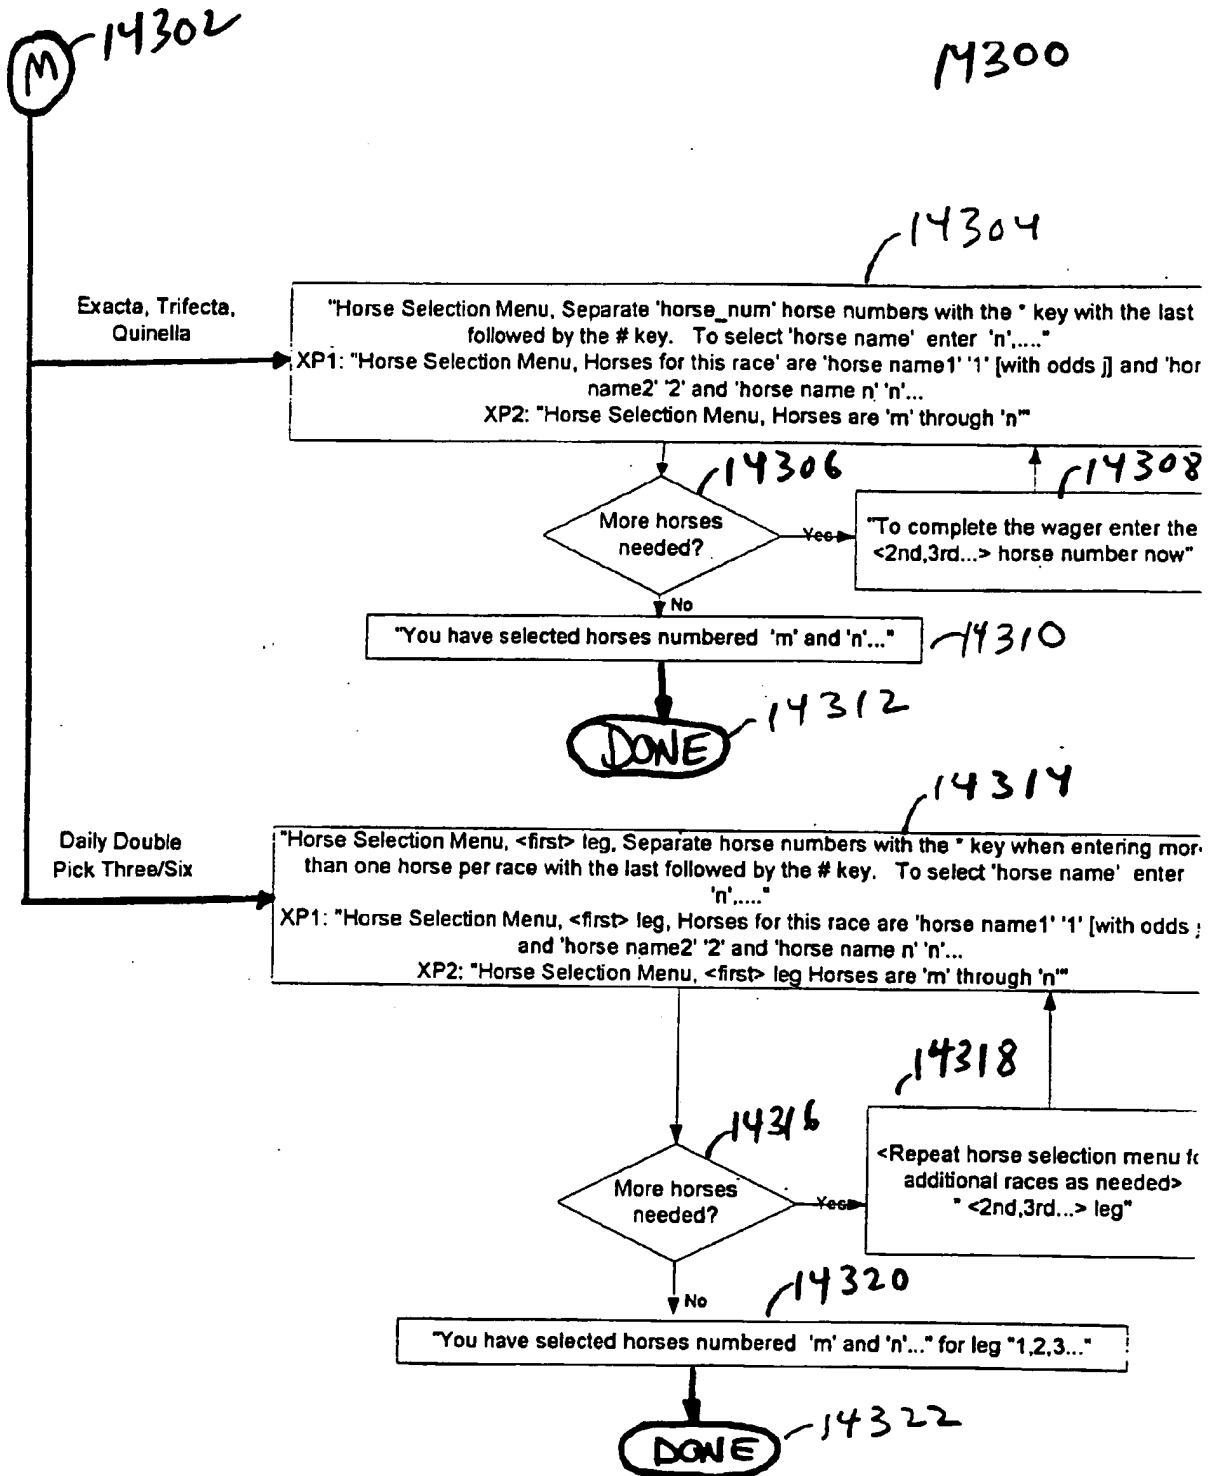 14302
M
14300
14304
Exacta, Trifecta,
Quinella
"Horse Selection Menu, Separate 'horse_num' horse numbers with the * key with the last
followed by the # key. To select 'horse name' enter 'n',...."
XP1: "Horse Selection Menu, Horses for this race' are 'horse name1' '1' [with odds j] and 'hor
name2' '2' and 'horse name n' 'n'...
XP2: "Horse Selection Menu, Horses are 'm' through 'n'"
14306
14308
More horses
needed?
Yes
"To complete the wager enter the
<2nd,3rd...> horse number now"
No
"You have selected horses numbered 'm' and 'n'..."
14310
14312
DONE
14314
Daily Double
Pick Three/Six
"Horse Selection Menu, <first> leg, Separate horse numbers with the * key when entering mor
than one horse per race with the last followed by the # key. To select 'horse name' enter
'n',...."
XP1: "Horse Selection Menu, <first> leg, Horses for this race are 'horse name1' '1' [with odds j
and 'horse name2' '2' and 'horse name n' 'n'...
XP2: "Horse Selection Menu, <first> leg Horses are 'm' through 'n'"
14318
14316
More horses
needed?
Yes
<Repeat horse selection menu fo
additional races as needed>
" <2nd,3rd...> leg"
No
14320
"You have selected horses numbered 'm' and 'n'..." for leg "1,2,3..."
14322
DONE